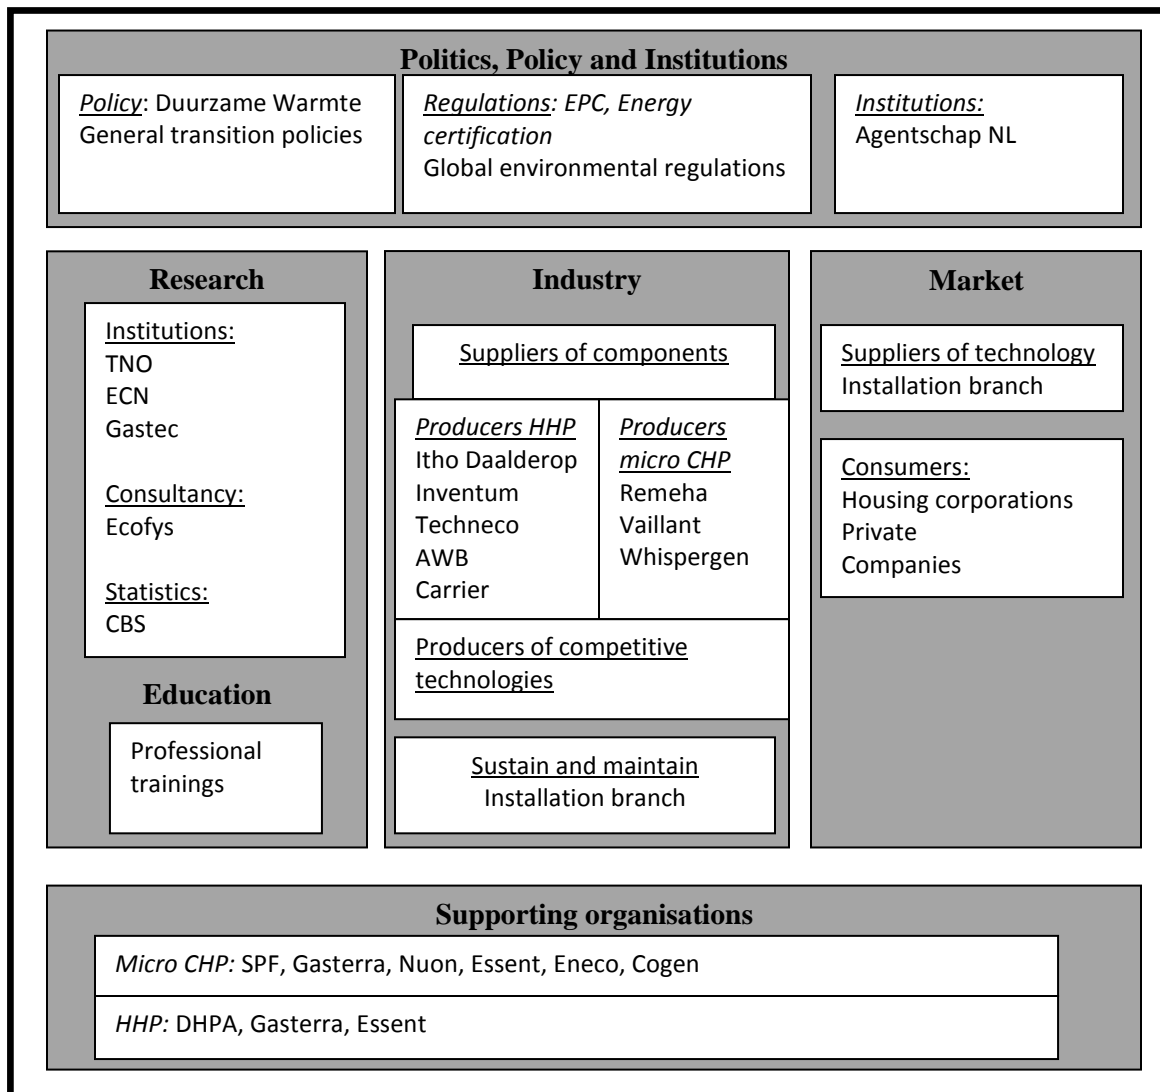 Politics, Policy and Institutions
Policy: Duurzame Warmte
General transition policies
Regulations: EPC, Energy
certification
Global environmental regulations
Institutions:
Agentschap NL
Research
Institutions:
TNO
ECN
Gastec
Consultancy:
Ecofys
Statistics:
CBS
Education
Professional
trainings
Industry
Suppliers of components
Producers HHP
Itho Daalderop
Inventum
Techneco
AWB
Carrier
Producers
micro CHP
Remeha
Vaillant
Whispergen
Producers of competitive
technologies
Sustain and maintain
Installation branch
Market
Suppliers of technology
Installation branch
Consumers:
Housing corporations
Private
Companies
Supporting organisations
Micro CHP: SPF, Gasterra, Nuon, Essent, Eneco, Cogen
HHP: DHPA, Gasterra, Essent